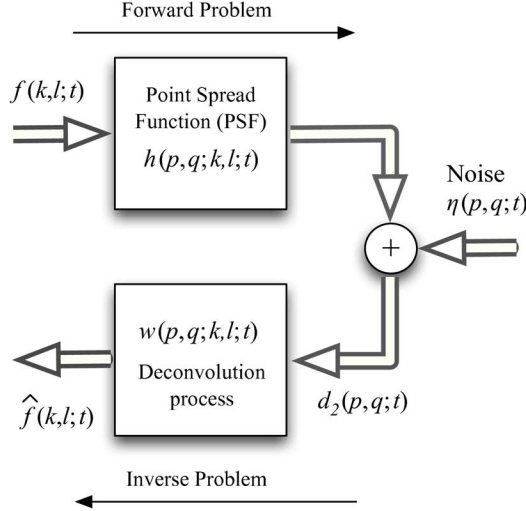 Forward Problem
f(k,l;t)
Point Spread
Function (PSF)
h(p,q;k,l;t)
Noise
η(p,q;t)
+
w(p,q;k,l;t)
Deconvolution
process
f̂(k,l;t)
d₂(p,q;t)
Inverse Problem